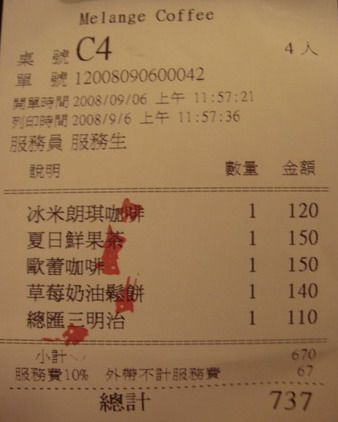 Melange Coffee
桌 號 C4 4 人
單 號 12008090600042
開單時間 2008/09/06 上午 11:57:21
列印時間 2008/9/6 上午 11:57:36
服務員 服務生
說明 數量 金額
冰米朗琪咖啡 1 120
夏日鮮果茶 1 150
歐蕾咖啡 1 150
草莓奶油鬆餅 1 140
總匯三明治 1 110
小計 670
服務費10% 外帶不計服務費 67
總計 737